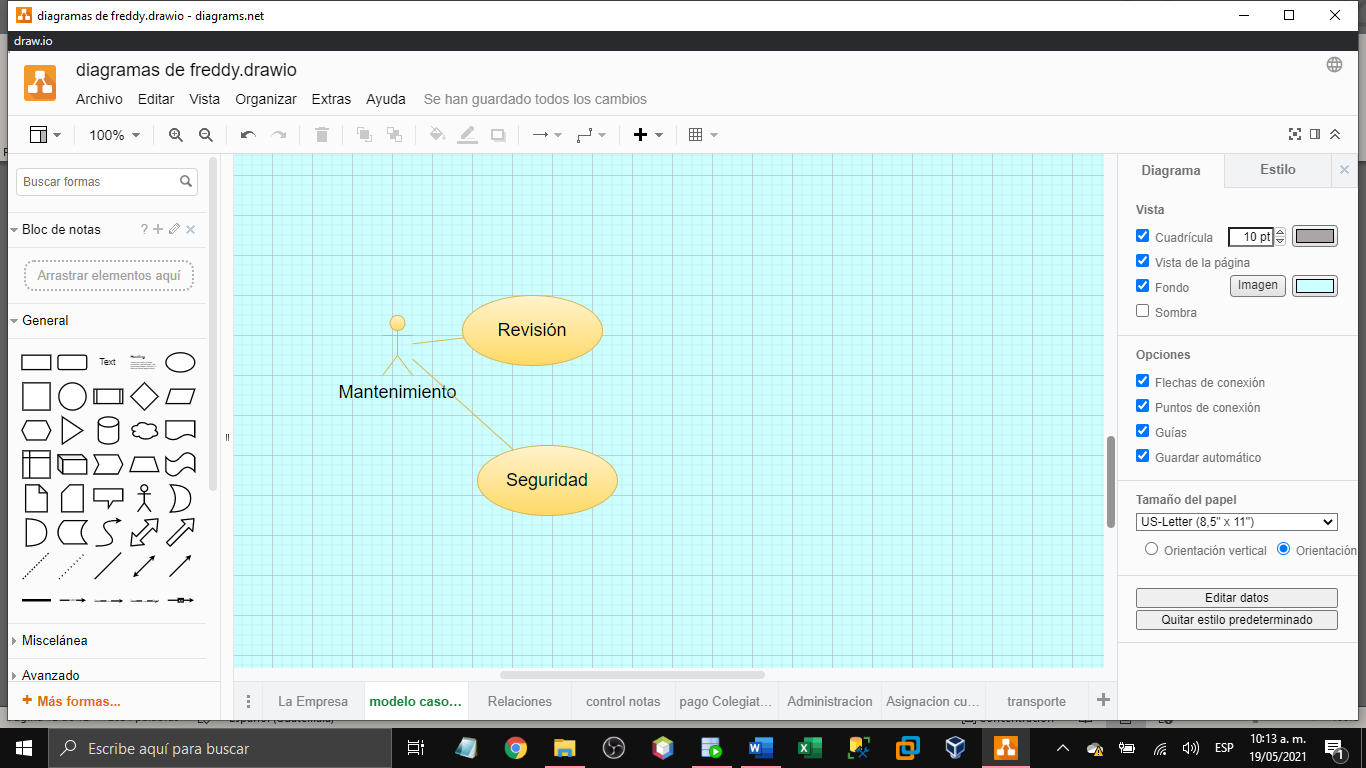 diagramas de freddy.drawio - diagrams.net
draw.io
diagramas de freddy.drawio
Archivo Editar Vista Organizar Extras Ayuda Se han guardado todos los cambios
100%
Buscar formas
Bloc de notas
?
Arrastrar elementos aquí
General
Text
Heading
Miscelánea
Avanzado
+ Más formas...
Revisión
Mantenimiento
Seguridad
Diagrama Estilo
Vista
Cuadrícula 10 pt
Vista de la página
Fondo Imagen
Sombra
Opciones
Flechas de conexión
Puntos de conexión
Guías
Guardar automático
Tamaño del papel
US-Letter (8,5" x 11")
Orientación vertical Orientación
Editar datos
Quitar estilo predeterminado
La Empresa modelo caso... Relaciones control notas pago Colegiat... Administracion Asignacion cu... transporte
Escribe aquí para buscar
ESP
10:13 a. m.
19/05/2021
1